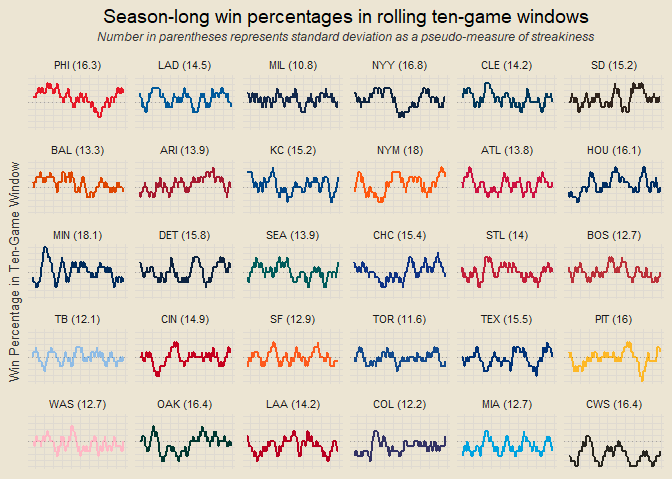 Season-long win percentages in rolling ten-game windows
Number in parentheses represents standard deviation as a pseudo-measure of streakiness
Win Percentage in Ten-Game Window
PHI (16.3) LAD (14.5) MIL (10.8) NYY (16.8) CLE (14.2) SD (15.2)
BAL (13.3) ARI (13.9) KC (15.2) NYM (18) ATL (13.8) HOU (16.1)
MIN (18.1) DET (15.8) SEA (13.9) CHC (15.4) STL (14) BOS (12.7)
TB (12.1) CIN (14.9) SF (12.9) TOR (11.6) TEX (15.5) PIT (16)
WAS (12.7) OAK (16.4) LAA (14.2) COL (12.2) MIA (12.7) CWS (16.4)